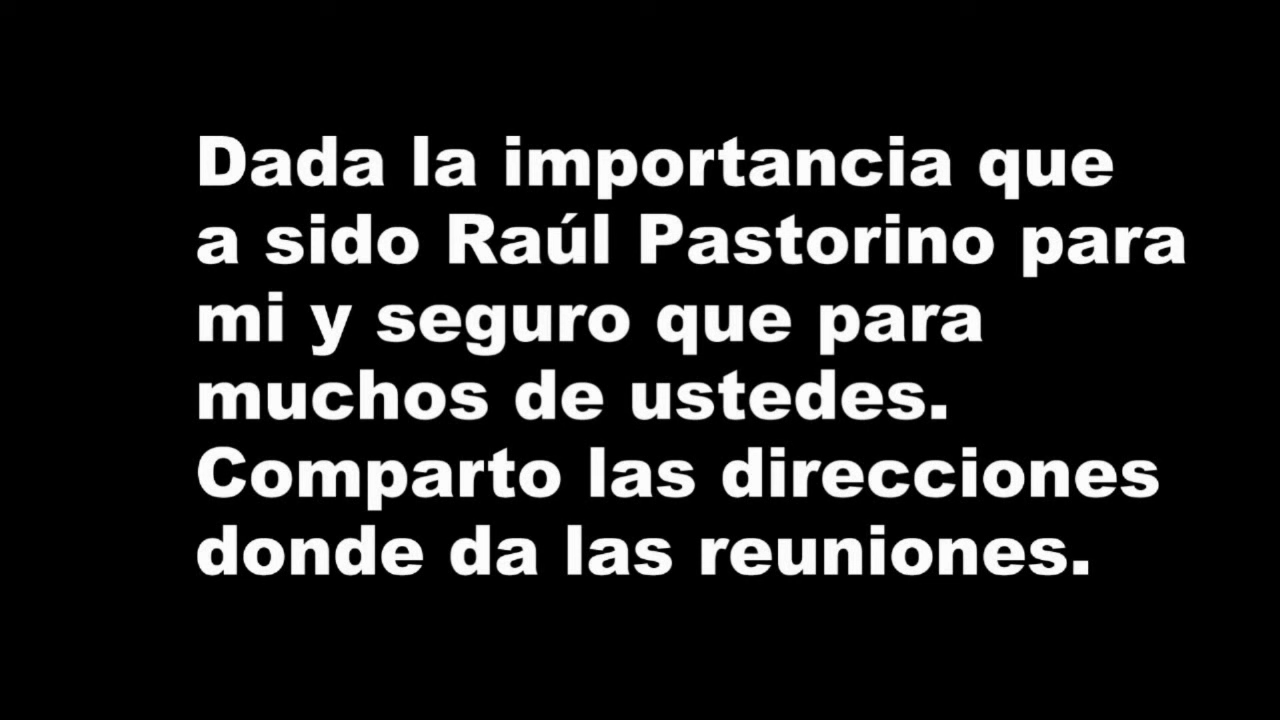 Dada la importancia que
a sido Raúl Pastorino para
mi y seguro que para
muchos de ustedes.
Comparto las direcciones
donde da las reuniones.